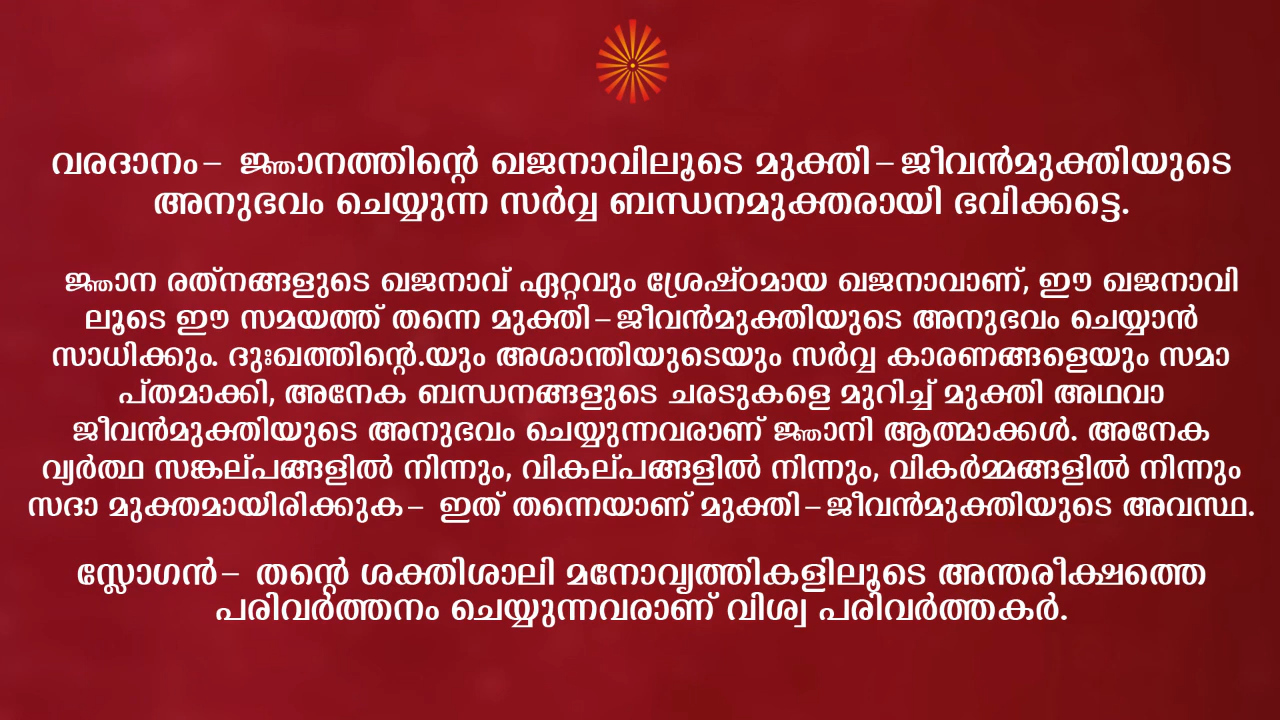 വരദാനം- ജ്ഞാനത്തിന്റെ ഖജനാവിലൂടെ മുക്തി-ജീവൻമുക്തിയുടെ
അനുഭവം ചെയ്യുന്ന സർവ്വ ബന്ധനമുക്തരായി ഭവിക്കട്ടെ.
ജ്ഞാന രത്നങ്ങളുടെ ഖജനാവ് ഏറ്റവും ശ്രേഷ്ഠമായ ഖജനാവാണ്, ഈ ഖജനാവി
ലൂടെ ഈ സമയത്ത് തന്നെ മുക്തി-ജീവൻമുക്തിയുടെ അനുഭവം ചെയ്യാൻ
സാധിക്കും. ദുഃഖത്തിന്റെ.യും അശാന്തിയുടെയും സർവ്വ കാരണങ്ങളെയും സമാ
പ്തമാക്കി, അനേക ബന്ധനങ്ങളുടെ ചരടുകളെ മുറിച്ച് മുക്തി അഥവാ
ജീവൻമുക്തിയുടെ അനുഭവം ചെയ്യുന്നവരാണ് ജ്ഞാനി ആത്മാക്കൾ. അനേക
വ്യർത്ഥ സങ്കല്പങ്ങളിൽ നിന്നും, വികല്പങ്ങളിൽ നിന്നും, വികർമ്മങ്ങളിൽ നിന്നും
സദാ മുക്തമായിരിക്കുക- ഇത് തന്നെയാണ് മുക്തി-ജീവൻമുക്തിയുടെ അവസ്ഥ.
സ്ലോഗൻ- തന്റെ ശക്തിശാലി മനോവൃത്തികളിലൂടെ അന്തരീക്ഷത്തെ
പരിവർത്തനം ചെയ്യുന്നവരാണ് വിശ്വ പരിവർത്തകർ.